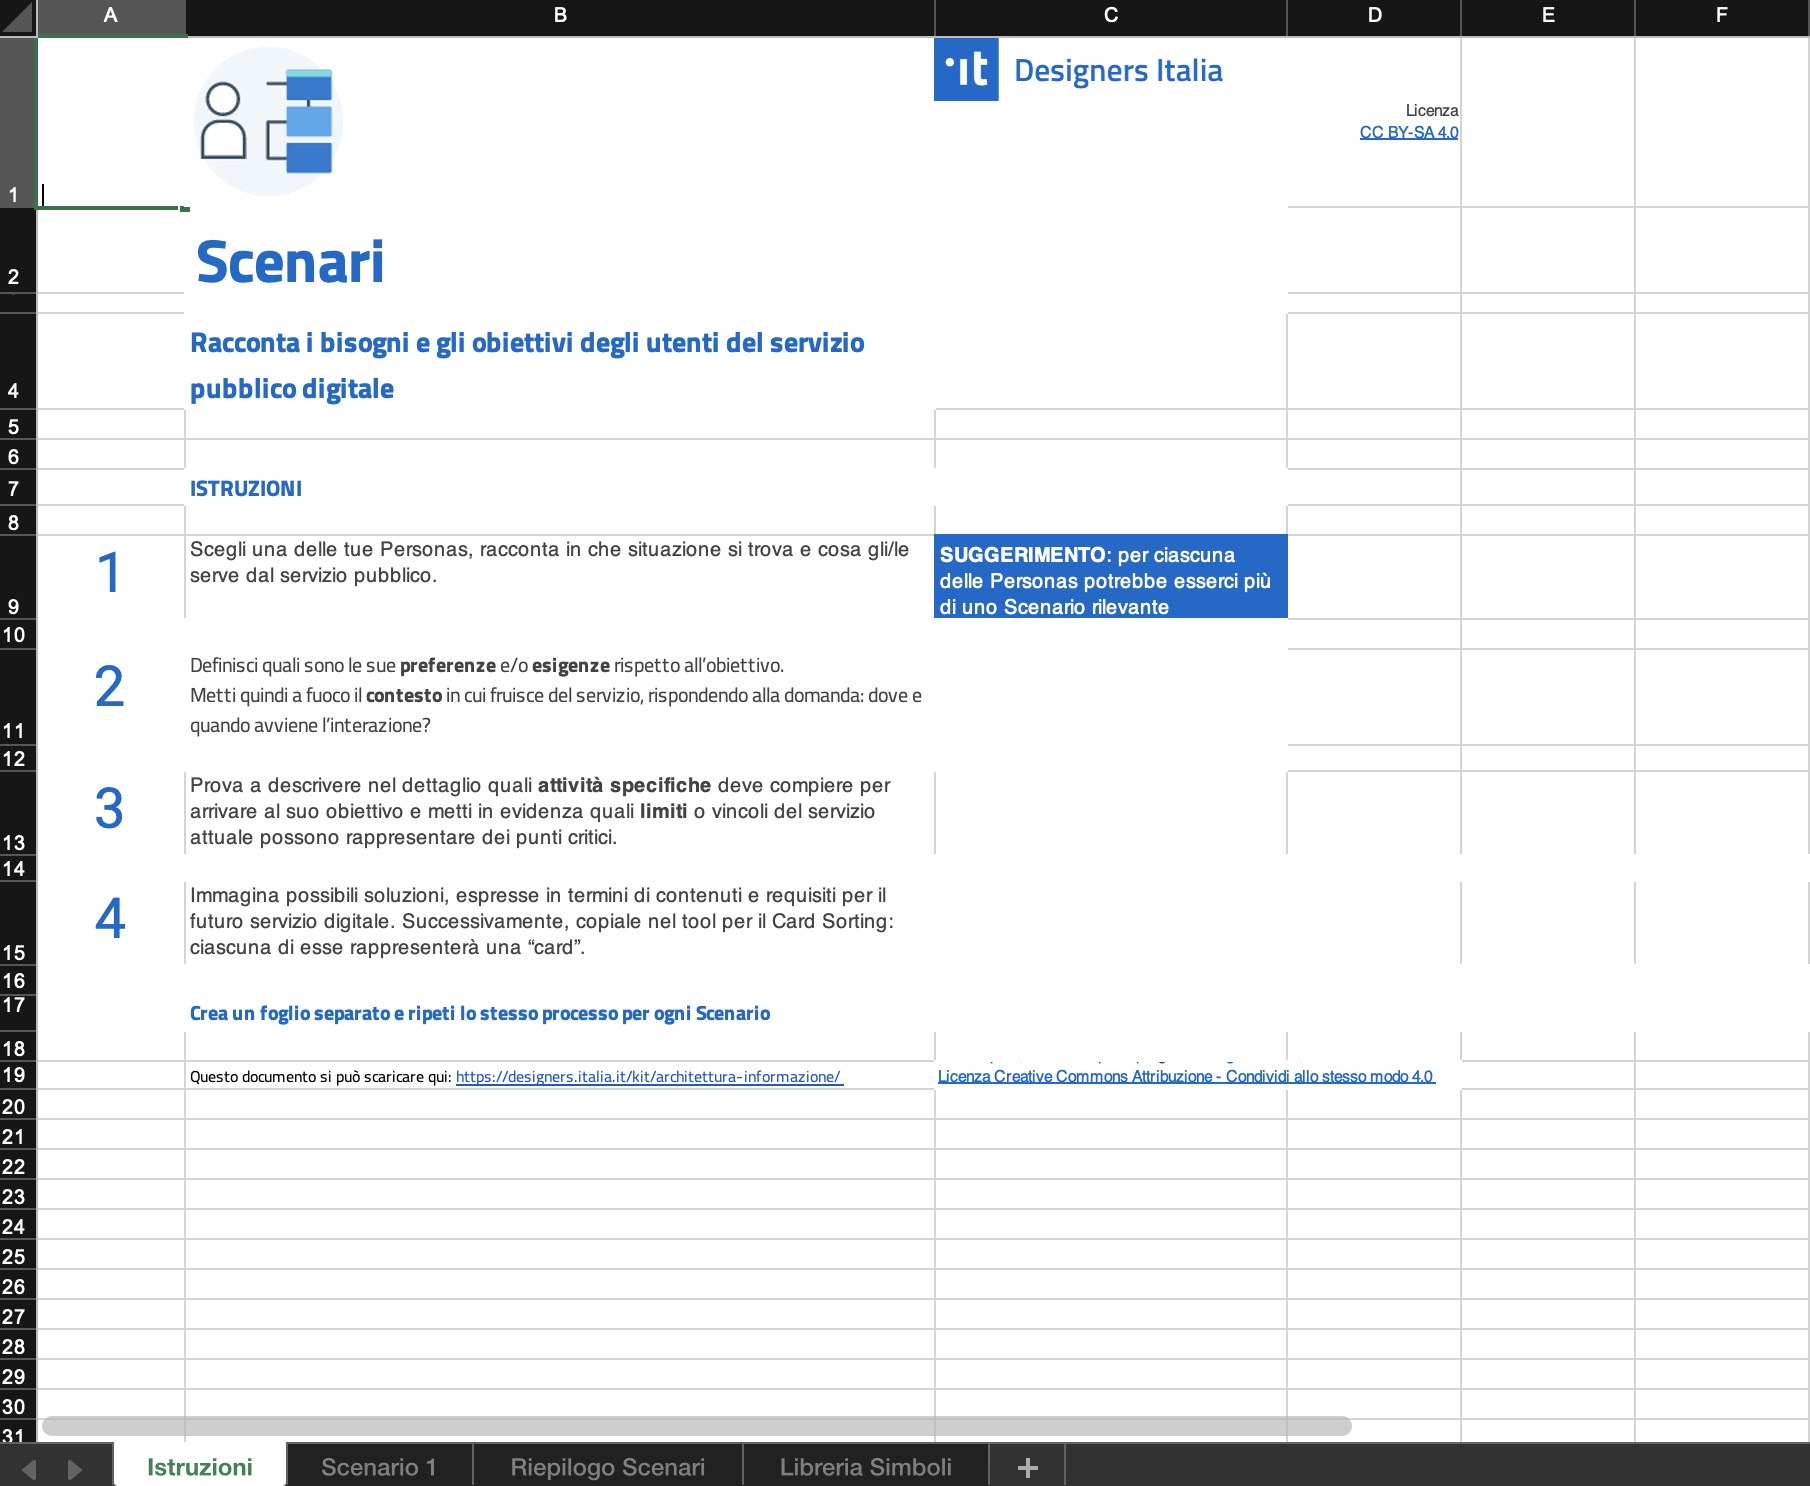 A B C D E F
·ıt Designers Italia
Licenza
CC BY-SA 4.0
1
2
Scenari
Racconta i bisogni e gli obiettivi degli utenti del servizio
pubblico digitale
4
5
6
7 ISTRUZIONI
8
1 Scegli una delle tue Personas, racconta in che situazione si trova e cosa gli/le
serve dal servizio pubblico.
SUGGERIMENTO: per ciascuna
delle Personas potrebbe esserci più
di uno Scenario rilevante
9
10
2 Definisci quali sono le sue preferenze e/o esigenze rispetto all’obiettivo.
Metti quindi a fuoco il contesto in cui fruisce del servizio, rispondendo alla domanda: dove e
quando avviene l’interazione?
11
12
3 Prova a descrivere nel dettaglio quali attività specifiche deve compiere per
arrivare al suo obiettivo e metti in evidenza quali limiti o vincoli del servizio
attuale possono rappresentare dei punti critici.
13
14
4 Immagina possibili soluzioni, espresse in termini di contenuti e requisiti per il
futuro servizio digitale. Successivamente, copiale nel tool per il Card Sorting:
ciascuna di esse rappresenterà una “card”.
15
16
17 Crea un foglio separato e ripeti lo stesso processo per ogni Scenario
18
19 Questo documento si può scaricare qui: https://designers.italia.it/kit/architettura-informazione/ Licenza Creative Commons Attribuzione - Condividi allo stesso modo 4.0
20
21
22
23
24
25
26
27
28
29
30
31
Istruzioni Scenario 1 Riepilogo Scenari Libreria Simboli +